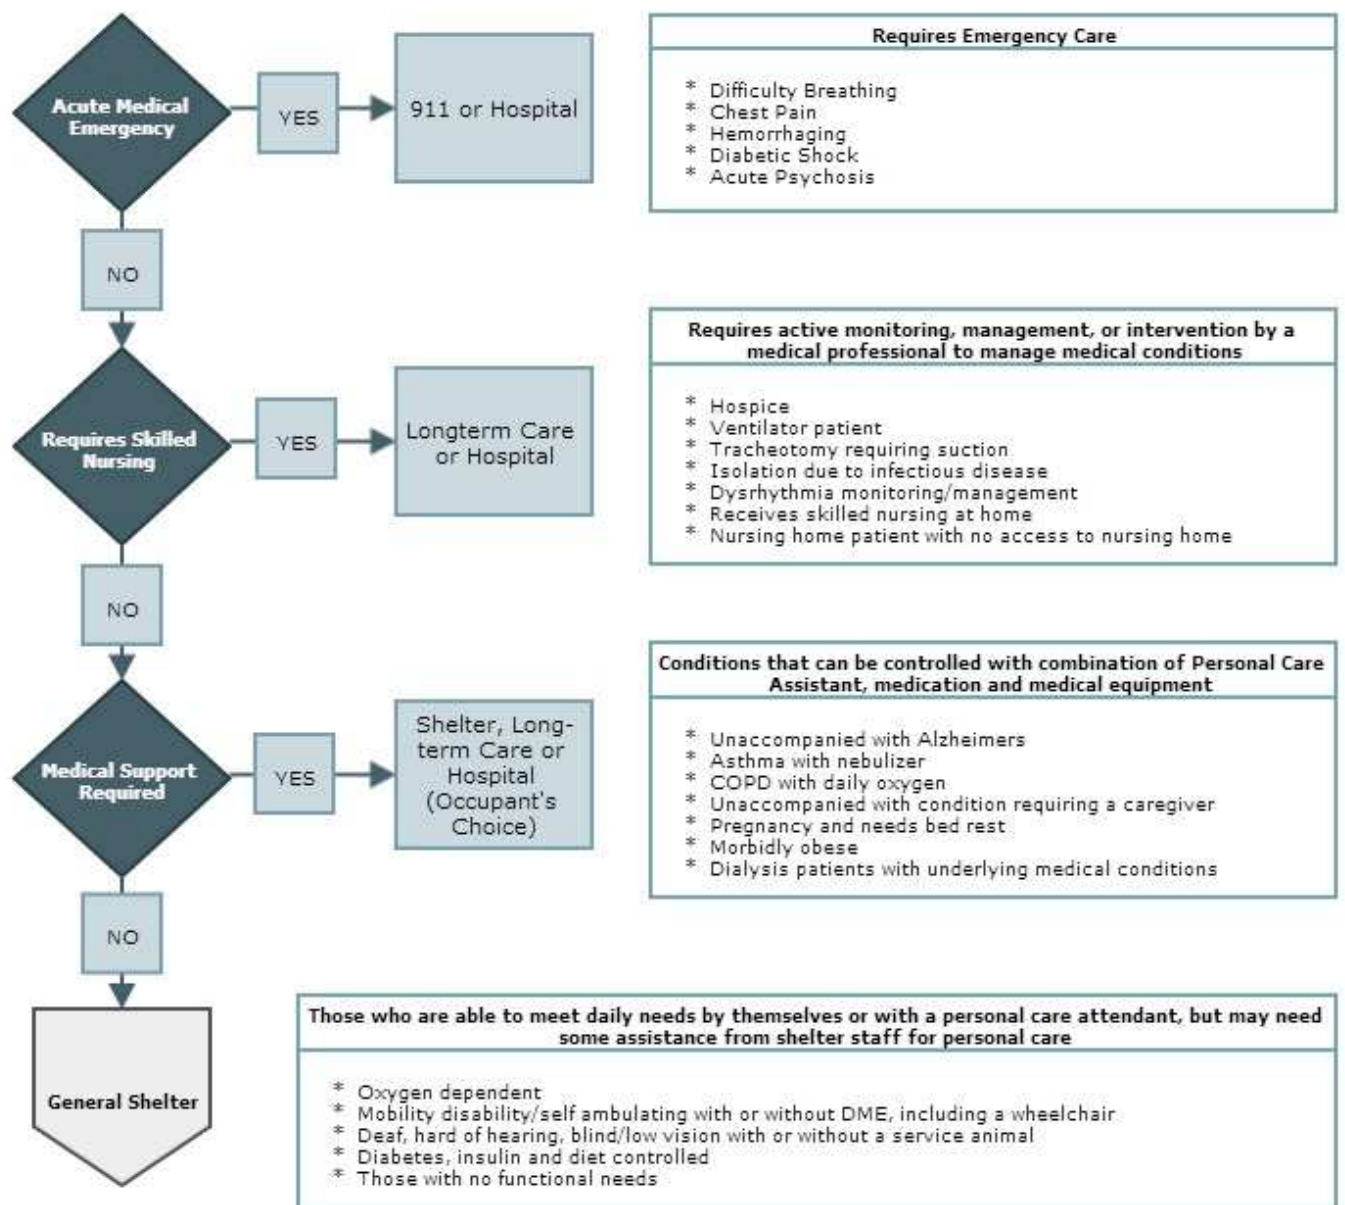 Acute Medical
Emergency
YES
911 or Hospital
Requires Emergency Care
* Difficulty Breathing
* Chest Pain
* Hemorrhaging
* Diabetic Shock
* Acute Psychosis
NO
Requires Skilled
Nursing
YES
Longterm Care
or Hospital
Requires active monitoring, management, or intervention by a
medical professional to manage medical conditions
* Hospice
* Ventilator patient
* Tracheotomy requiring suction
* Isolation due to infectious disease
* Dysrhythmia monitoring/management
* Receives skilled nursing at home
* Nursing home patient with no access to nursing home
NO
Medical Support
Required
YES
Shelter, Long-
term Care or
Hospital
(Occupant's
Choice)
Conditions that can be controlled with combination of Personal Care
Assistant, medication and medical equipment
* Unaccompanied with Alzheimers
* Asthma with nebulizer
* COPD with daily oxygen
* Unaccompanied with condition requiring a caregiver
* Pregnancy and needs bed rest
* Morbidly obese
* Dialysis patients with underlying medical conditions
NO
General Shelter
Those who are able to meet daily needs by themselves or with a personal care attendant, but may need
some assistance from shelter staff for personal care
* Oxygen dependent
* Mobility disability/self ambulating with or without DME, including a wheelchair
* Deaf, hard of hearing, blind/low vision with or without a service animal
* Diabetes, insulin and diet controlled
* Those with no functional needs